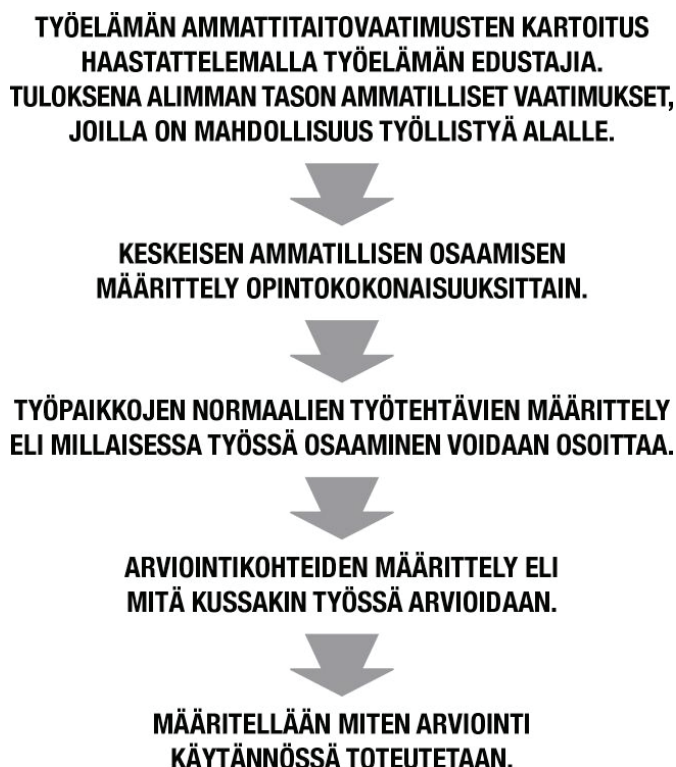 TYÖELÄMÄN AMMATTITAITOVAATIMUSTEN KARTOITUS
HAASTATTELEMALLA TYÖELÄMÄN EDUSTAJIA.
TULOKSENA ALIMMAN TASON AMMATILLISET VAATIMUKSET,
JOILLA ON MAHDOLLISUUS TYÖLLISTYÄ ALALLE.
KESKEISEN AMMATILLISEN OSAAMISEN
MÄÄRITTELY OPINTOKOKONAISUUKSITTAIN.
TYÖPAIKKOJEN NORMAALIEN TYÖTEHTÄVIEN MÄÄRITTELY
ELI MILLAISESSA TYÖSSÄ OSAAMINEN VOIDAAN OSOITTAA.
ARVIOINTIKOHTEIDEN MÄÄRITTELY ELI
MITÄ KUSSAKIN TYÖSSÄ ARVIOIDAAN.
MÄÄRITELLÄÄN MITEN ARVIOINTI
KÄYTÄNNÖSSÄ TOTEUTETAAN.